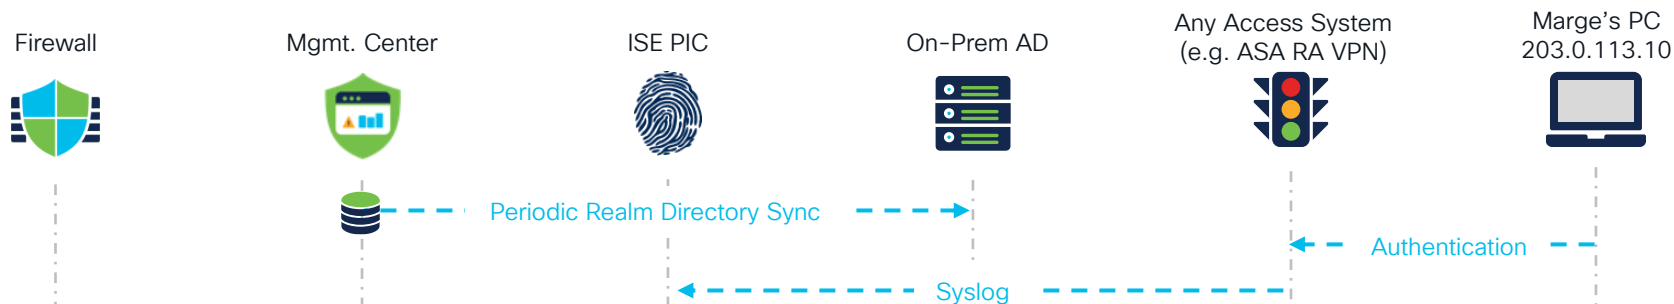 Firewall
Mgmt. Center
ISE PIC
On-Prem AD
Any Access System
(e.g. ASA RA VPN)
Marge's PC
203.0.113.10
Periodic Realm Directory Sync
Authentication
Syslog